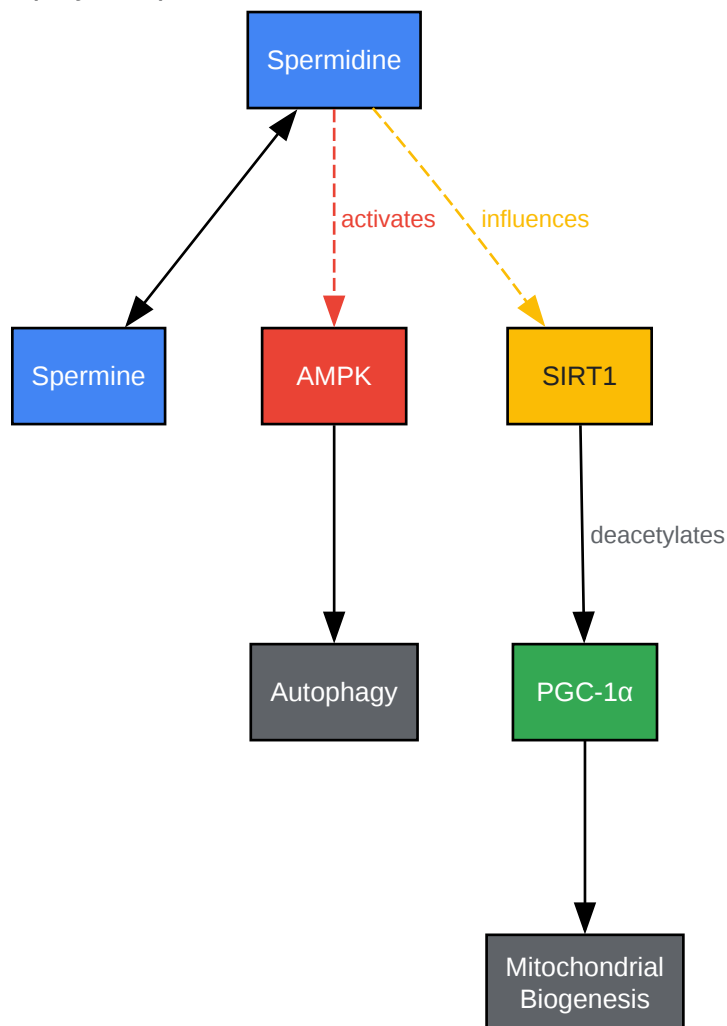 Spermidine
activates
influences
Spermine
AMPK
SIRT1
deacetylates
Autophagy
PGC-1α
Mitochondrial
Biogenesis